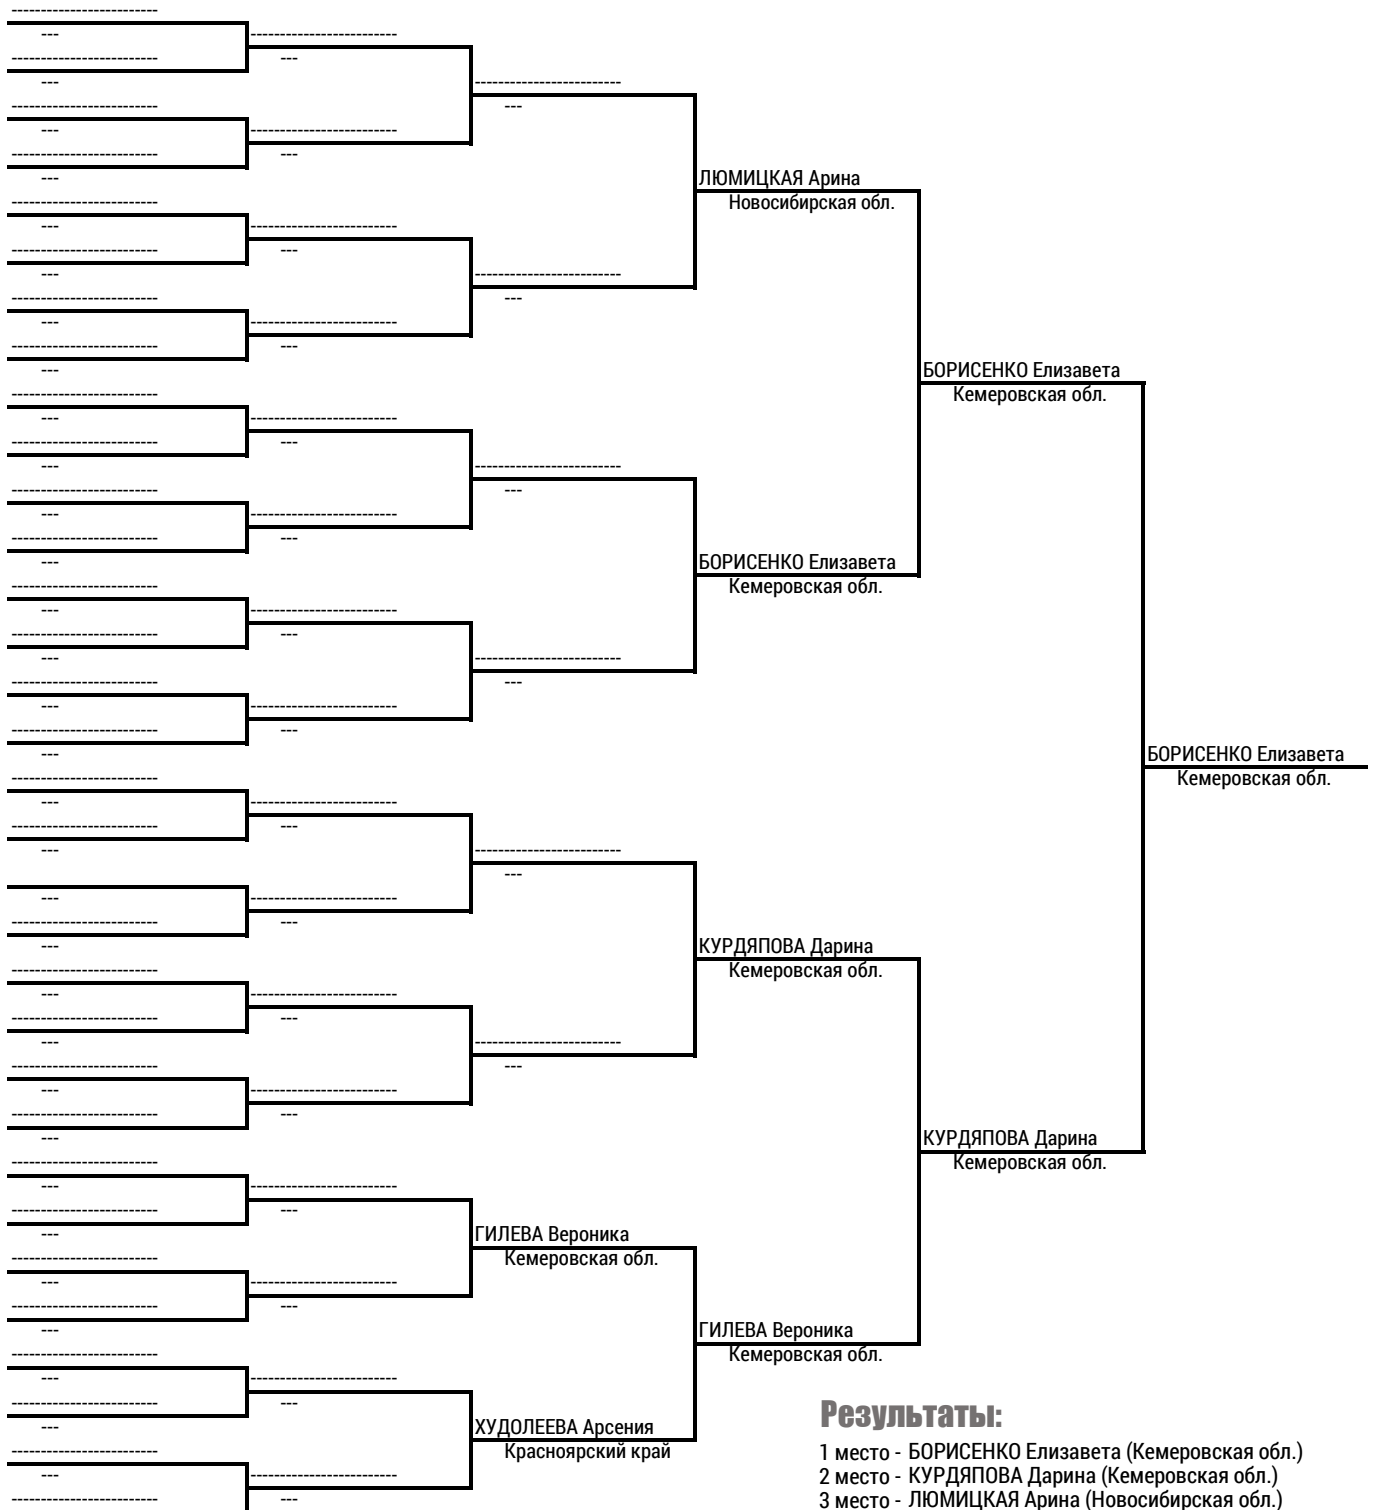 ЛЮМИЦКАЯ Арина
Новосибирская обл.
БОРИСЕНКО Елизавета
Кемеровская обл.
БОРИСЕНКО Елизавета
Кемеровская обл.
БОРИСЕНКО Елизавета
Кемеровская обл.
КУРДЯПОВА Дарина
Кемеровская обл.
КУРДЯПОВА Дарина
Кемеровская обл.
ГИЛЕВА Вероника
Кемеровская обл.
ГИЛЕВА Вероника
Кемеровская обл.
ХУДОЛЕЕВА Арсения
Красноярский край
Результаты:
1 место - БОРИСЕНКО Елизавета (Кемеровская обл.)
2 место - КУРДЯПОВА Дарина (Кемеровская обл.)
3 место - ЛЮМИЦКАЯ Арина (Новосибирская обл.)